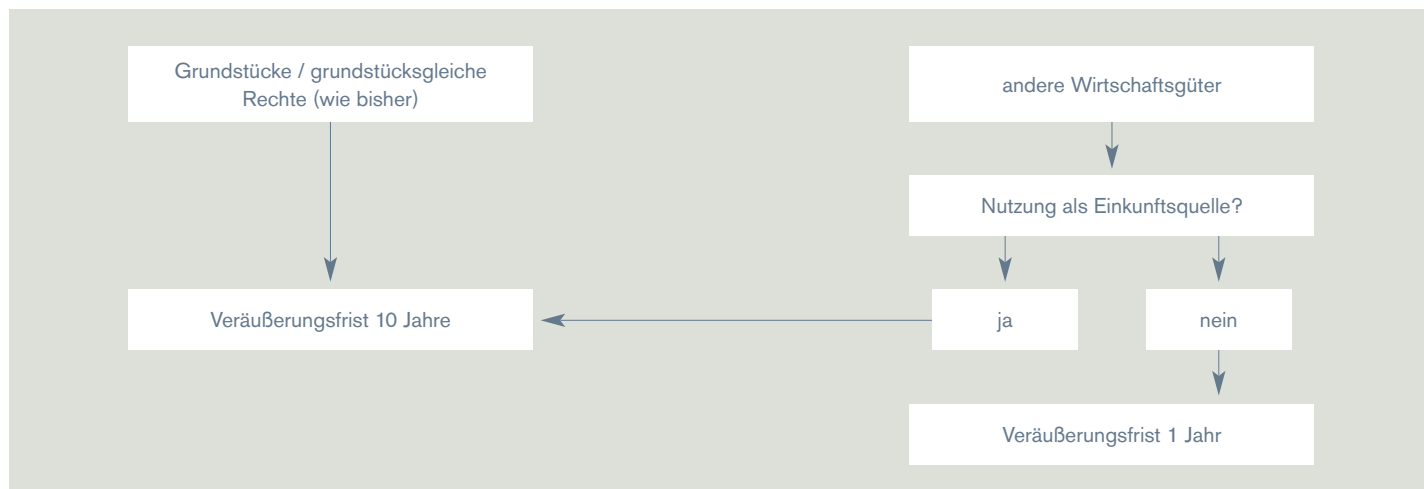 Grundstücke / grundstücksgleiche
Rechte (wie bisher)
andere Wirtschaftsgüter
Nutzung als Einkunftsquelle?
Veräußerungsfrist 10 Jahre
ja
nein
Veräußerungsfrist 1 Jahr